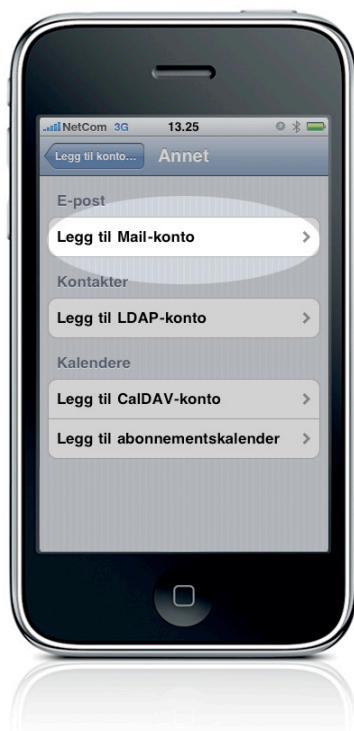 NetCom 3G 13.25
Legg til konto... Annet
E-post
Legg til Mail-konto
Kontakter
Legg til LDAP-konto
Kalendere
Legg til CalDAV-konto
Legg til abonnementskalender